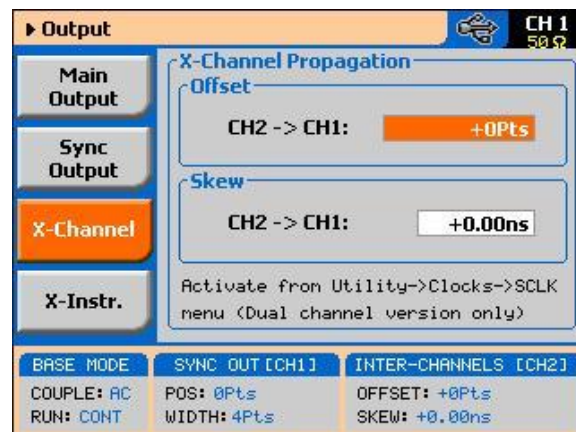 Output
CH 1
50 Ω
Main
Output
Sync
Output
X-Channel
X-Instr.
X-Channel Propagation
Offset
CH2 -> CH1: +0Pts
Skew
CH2 -> CH1: +0.00ns
Activate from Utility->Clocks->SCLK
menu (Dual channel version only)
BASE MODE
COUPLE: AC
RUN: CONT
SYNC OUT [CH1]
POS: 0Pts
WIDTH: 4Pts
INTER-CHANNELS [CH2]
OFFSET: +0Pts
SKEW: +0.00ns